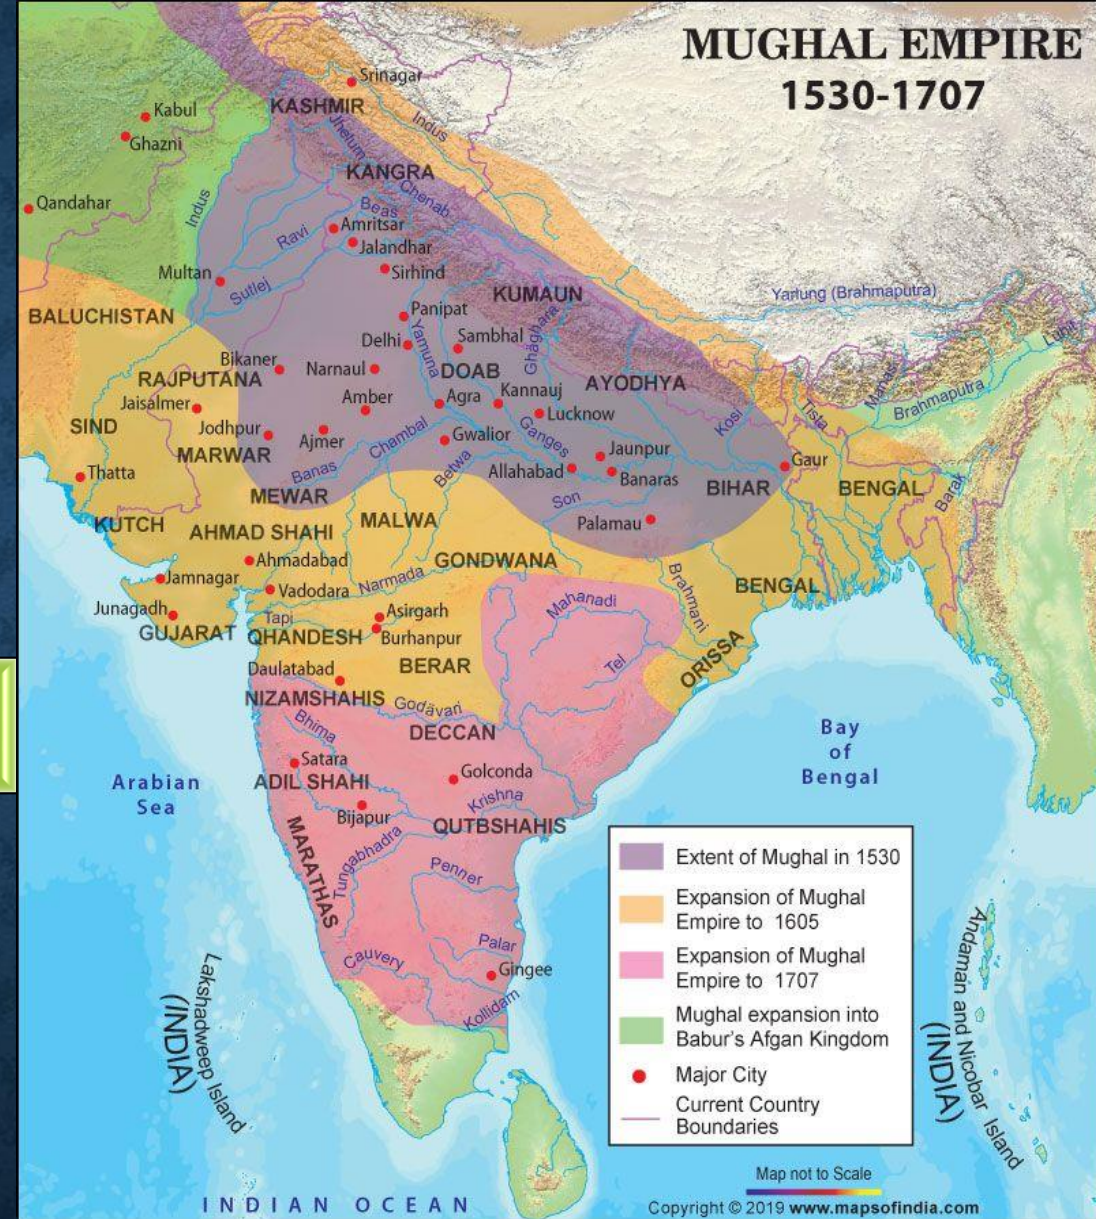 MUGHAL EMPIRE
1530-1707
Srinagar
KASHMIR
Kabul
Ghazni
Indus
Jhelum
KANGRA
Chenab
Qandahar
Indus
Beas
Ravi
Amritsar
Jalandhar
Multan
Sirhind
Sutlej
KUMAUN
Yarlung (Brahmaputra)
BALUCHISTAN
Panipat
Delhi
Yamuna
Sambhal
Ghaghara
Luhit
Bikaner
Narnaul
DOAB
RAJPUTANA
AYODHYA
Manas
Brahmaputra
Jaisalmer
Amber
Agra
Kannauj
Lucknow
Kosi
Tista
SIND
Jodhpur
Ajmer
Chambal
Gwalior
Ganges
MARWAR
Jaunpur
Gaur
Thatta
Banas
Betwa
Allahabad
Banaras
MEWAR
BIHAR
BENGAL
Barak
Son
KUTCH
AHMAD SHAHI
MALWA
Palamau
Ahmadabad
GONDWANA
Jamnagar
Vadodara
Narmada
Brahmani
BENGAL
Junagadh
Tapi
Asirgarh
Mahanadi
GUJARAT
QHANDESH
Burhanpur
Daulatabad
BERAR
Tel
ORISSA
NIZAMSHAHIS
Godävari
Bhima
DECCAN
Bay
of
Bengal
Arabian
Sea
Satara
ADIL SHAHI
Golconda
Bijapur
Krishna
QUTBSHAHIS
MARATHAS
Tungabhadra
Penner
Palar
Cauvery
Gingee
Kollidam
Lakshadweep Island
(INDIA)
Andaman and Nicobar Island
(INDIA)
Extent of Mughal in 1530
Expansion of Mughal
Empire to 1605
Expansion of Mughal
Empire to 1707
Mughal expansion into
Babur's Afgan Kingdom
Major City
Current Country
Boundaries
Map not to Scale
INDIAN OCEAN
Copyright © 2019 www.mapsofindia.com